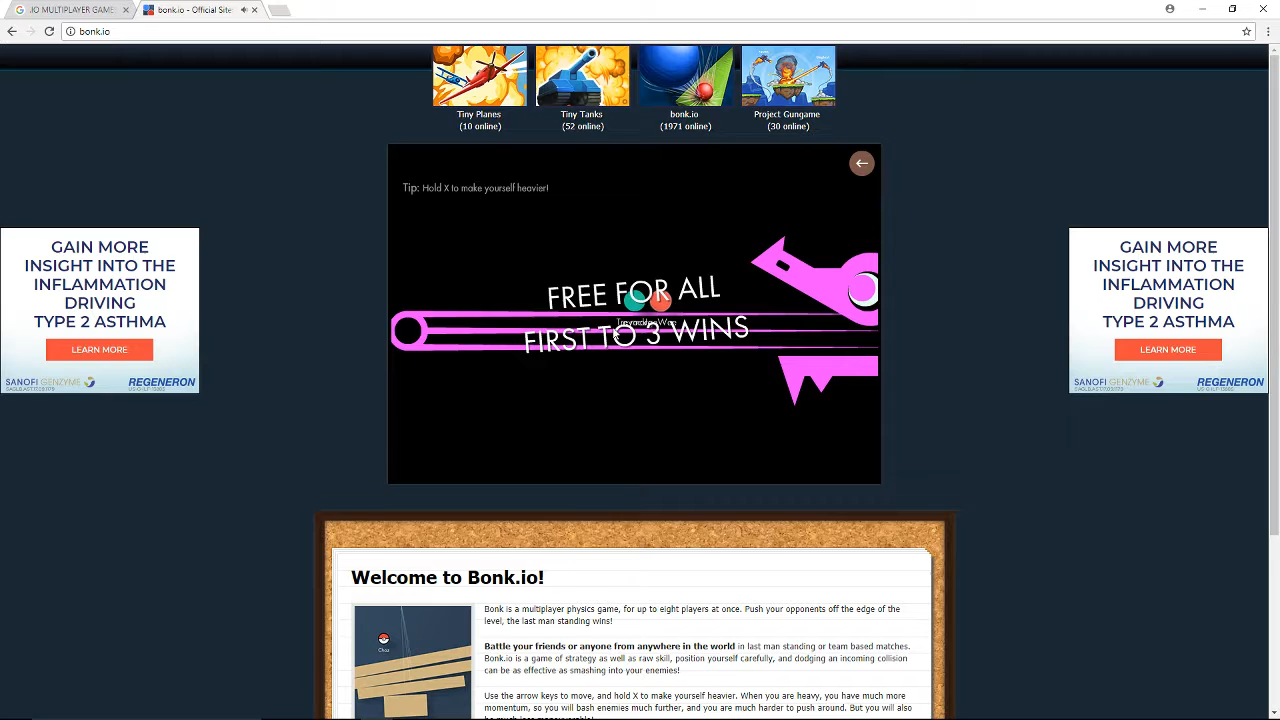 .IO MULTIPLAYER GAMES
bonk.io - Official Site
bonk.io
Tiny Planes
(10 online)
Tiny Tanks
(52 online)
bonk.io
(1971 online)
Project Gungame
(30 online)
Tip: Hold X to make yourself heavier!
FREE FOR ALL
FIRST TO 3 WINS
GAIN MORE
INSIGHT INTO THE
INFLAMMATION
DRIVING
TYPE 2 ASTHMA
LEARN MORE
SANOFI GENZYME
REGENERON
GAIN MORE
INSIGHT INTO THE
INFLAMMATION
DRIVING
TYPE 2 ASTHMA
LEARN MORE
SANOFI GENZYME
REGENERON
Welcome to Bonk.io!
Chaz
Bonk is a multiplayer physics game, for up to eight players at once. Push your opponents off the edge of the
level, the last man standing wins!
Battle your friends or anyone from anywhere in the world in last man standing or team based matches.
Bonk.io is a game of strategy as well as raw skill, position yourself carefully, and dodging an incoming collision
can be as effective as smashing into your enemies!
Use the arrow keys to move, and hold X to make yourself heavier. When you are heavy, you have much more
momentum, so you will bash enemies much further, and you are much harder to push around. But you will also